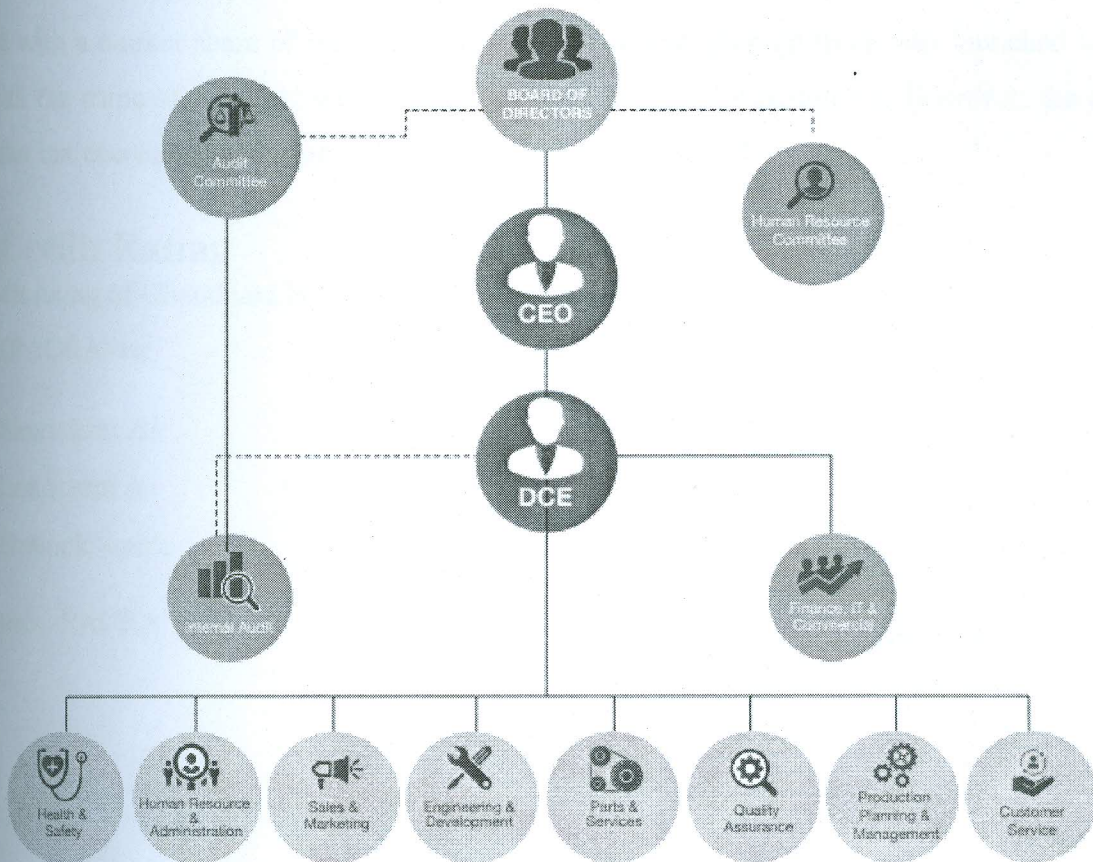 BOARD OF
DIRECTORS
Audit
Committee
Human Resource
Committee
CEO
DCE
Internal Audit
Finance, IT &
Commercial
Health &
Safety
Human Resource
&
Administration
Sales &
Marketing
Engineering &
Development
Parts &
Services
Quality
Assurance
Production
Planning &
Management
Customer
Service